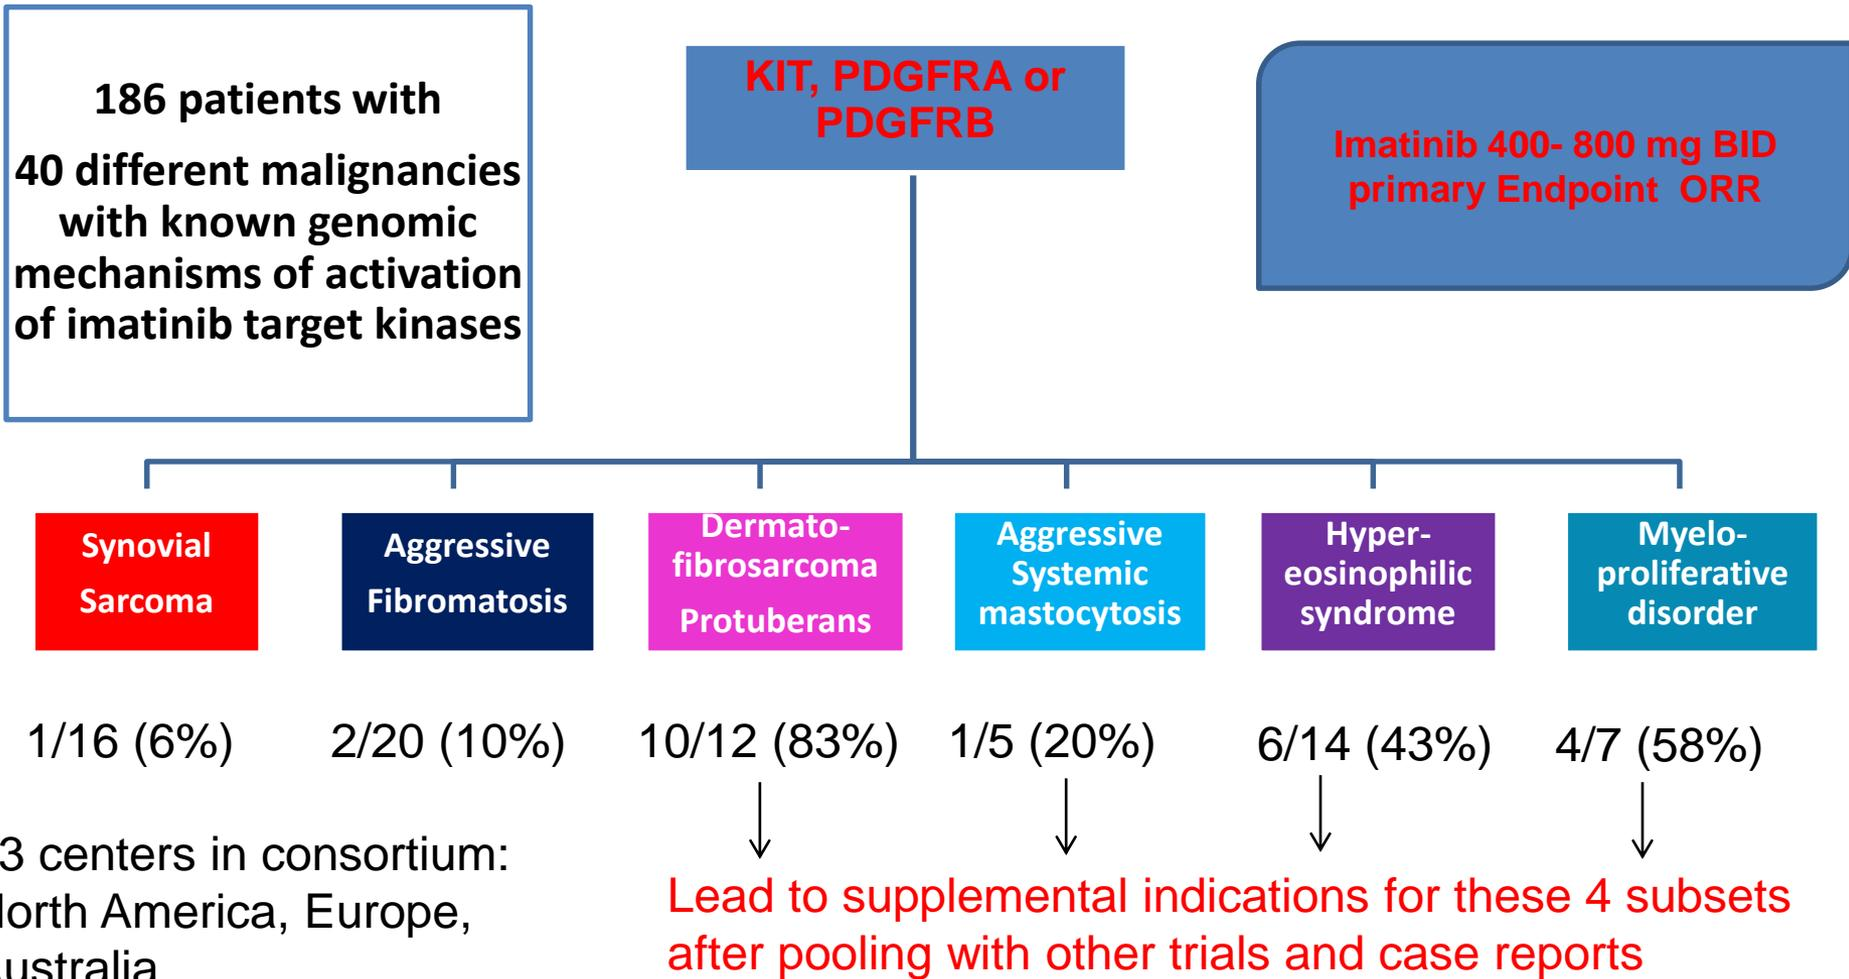 186 patients with
40 different malignancies
with known genomic
mechanisms of activation
of imatinib target kinases
KIT, PDGFRA or
PDGFRB
Imatinib 400- 800 mg BID
primary Endpoint  ORR
Synovial
Sarcoma
Aggressive
Fibromatosis
Dermato-
fibrosarcoma
Protuberans
Aggressive
Systemic
mastocytosis
Hyper-
eosinophilic
syndrome
Myelo-
proliferative
disorder
1/16 (6%)
2/20 (10%)
10/12 (83%)
1/5 (20%)
6/14 (43%)
4/7 (58%)
3 centers in consortium:
orth America, Europe,
ustralia
Lead to supplemental indications for these 4 subsets
after pooling with other trials and case reports